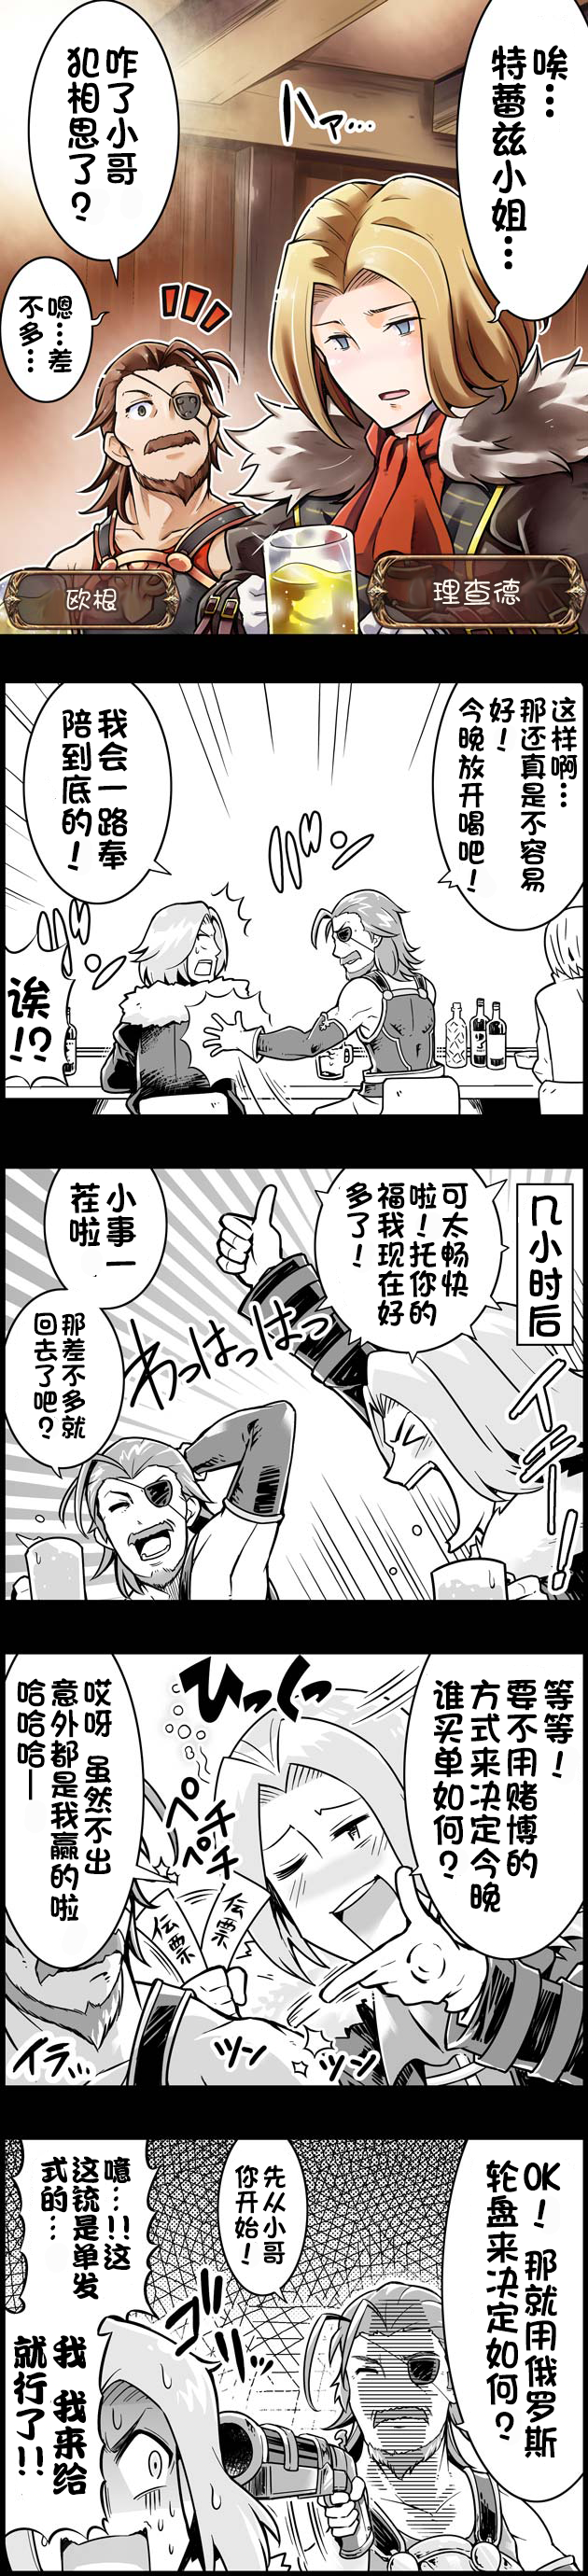 唉…
特蕾兹小姐…
ハァ…
咋了小哥
犯相思了？
嗯…差
不多…
欧根
理查德
这样啊…
那还真是不容易
好！
今晚放开喝吧！
我会一路奉
陪到底的！
诶!?
几小时后
可太畅快
啦！托你的
福我现在好
多了！
イエーイ!!
わっはっはっはっ
小事一
茬啦
那差不多就
回去了吧？
等等！
要不用赌博的
方式来决定今晚
谁买单如何？
ひっくっ
ペチ
ペチ
伝票
伝票
哎呀 虽然不出
意外都是我赢的啦
哈哈哈—
イラ…
ツン
ツン
OK！那就用俄罗斯
轮盘来决定如何？
先从小哥
你开始！
噫…!!这
这铳是单发
式的…
ゴリッ
我 我来给
就行了!!